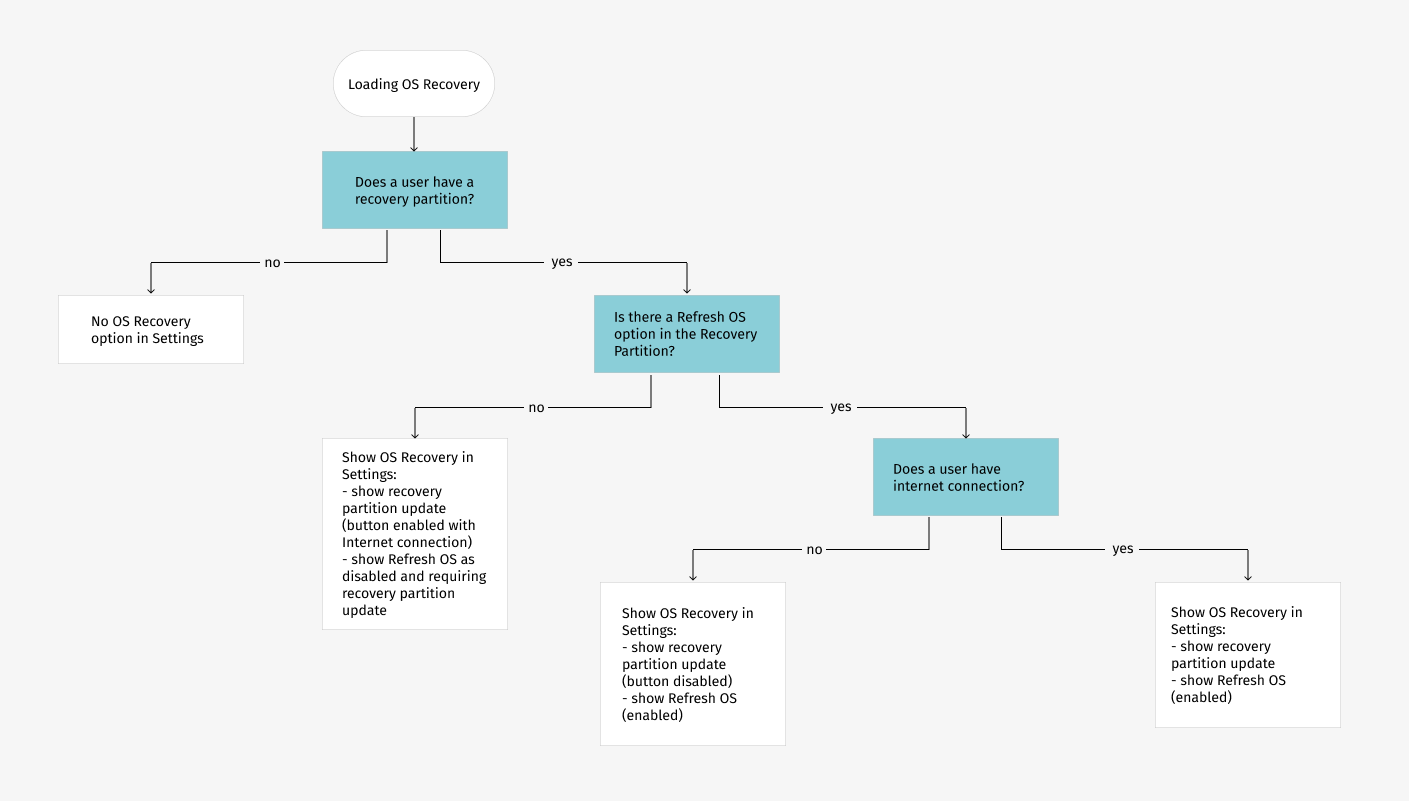 Loading OS Recovery
Does a user have a
recovery partition?
no
yes
No OS Recovery
option in Settings
Is there a Refresh OS
option in the Recovery
Partition?
no
yes
Show OS Recovery in
Settings:
- show recovery
partition update
(button enabled with
Internet connection)
- show Refresh OS as
disabled and requiring
recovery partition
update
Does a user have
internet connection?
no
yes
Show OS Recovery in
Settings:
- show recovery
partition update
(button disabled)
- show Refresh OS
(enabled)
Show OS Recovery in
Settings:
- show recovery
partition update
- show Refresh OS
(enabled)